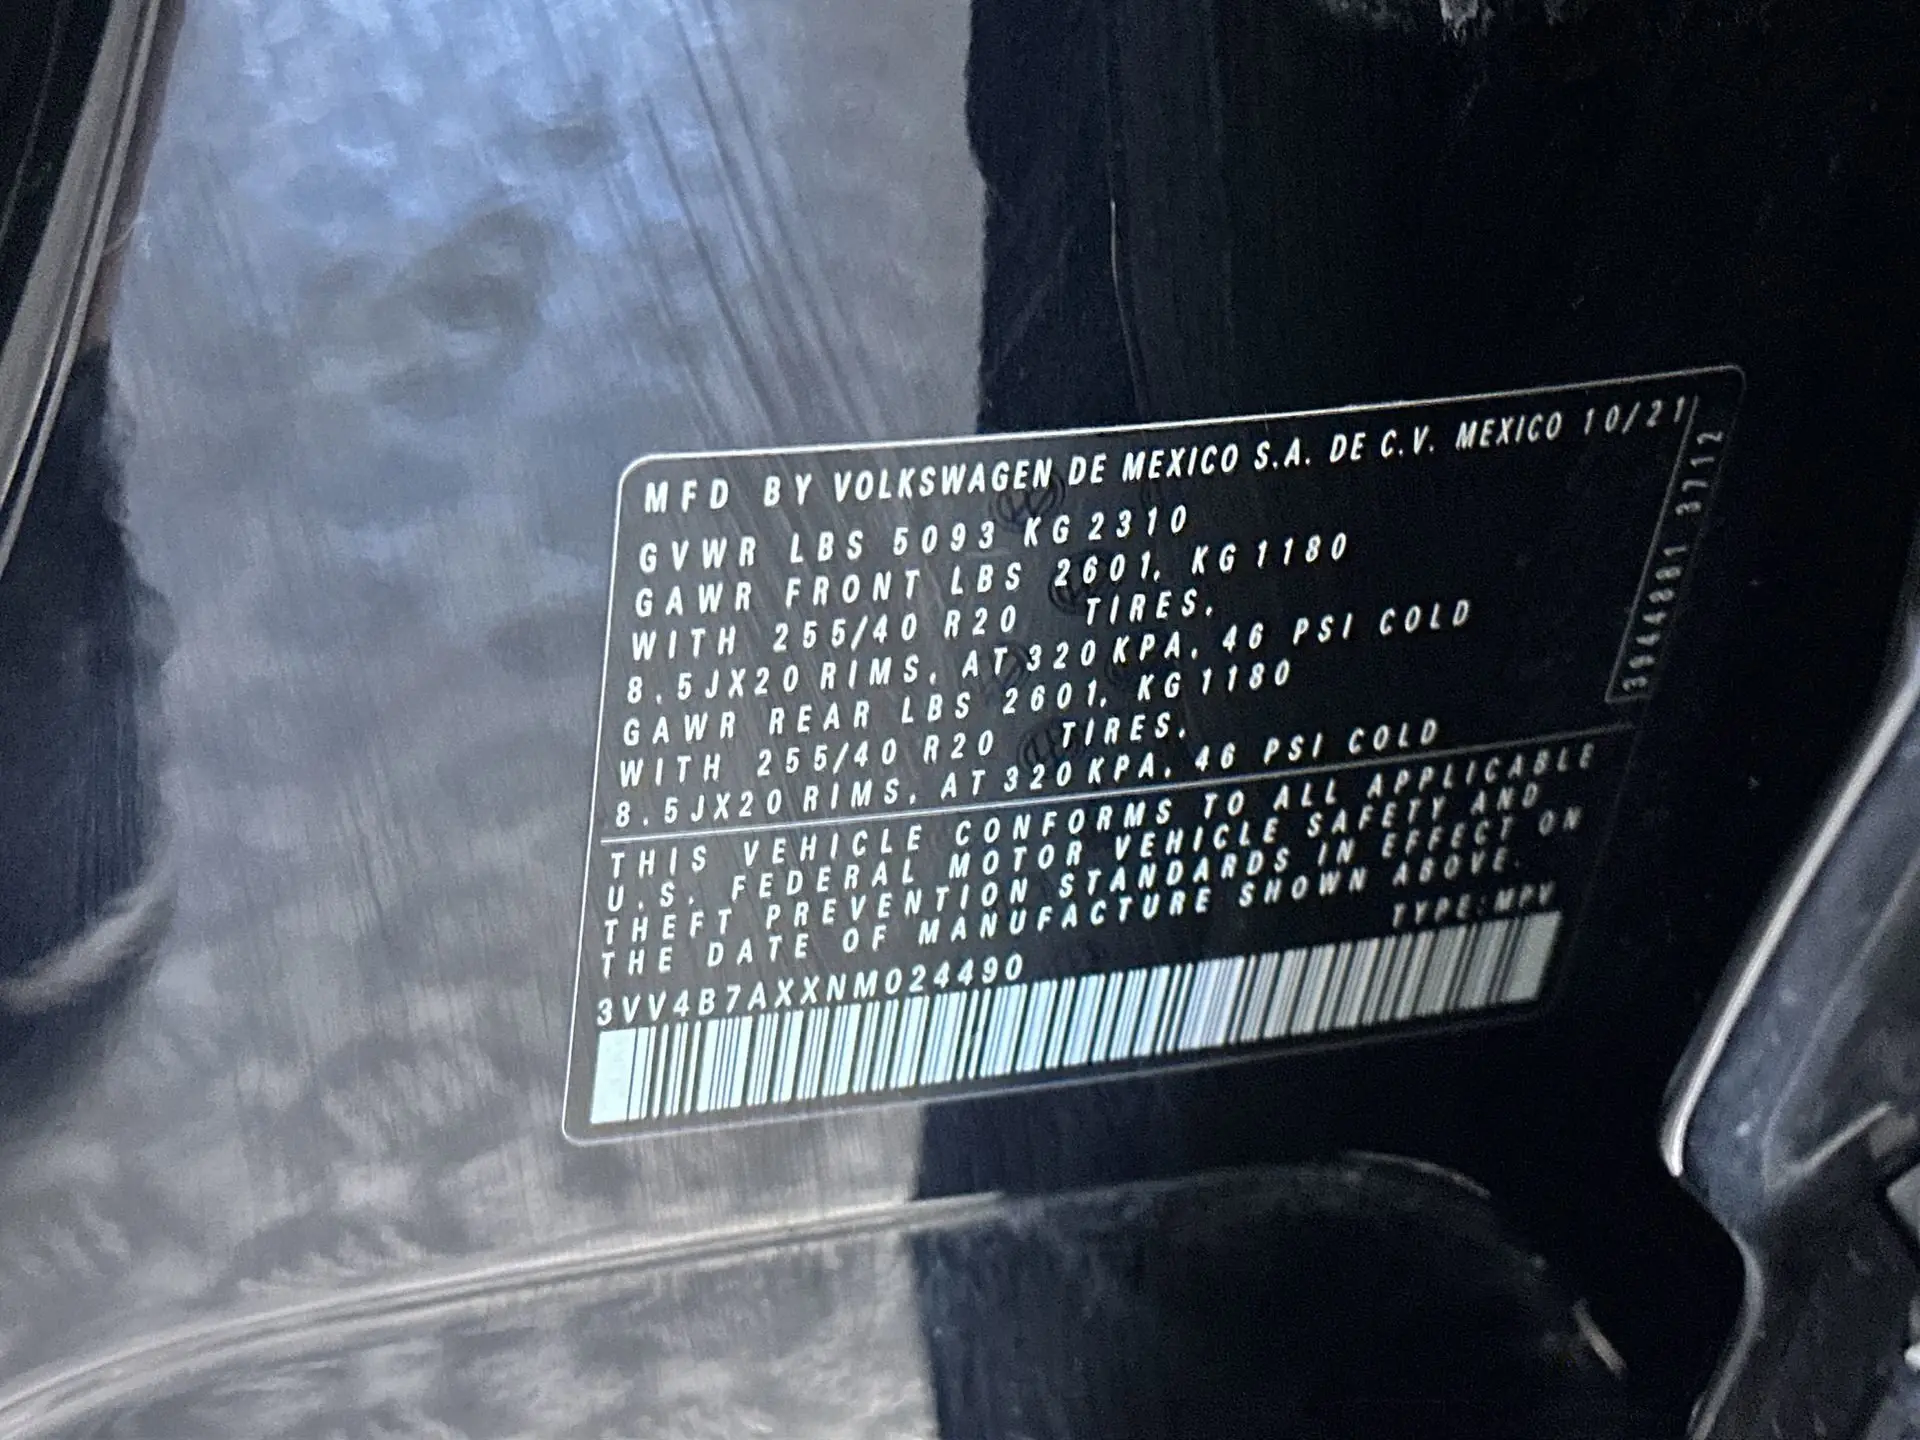 MFD BY VOLKSWAGEN DE MEXICO S.A. DE C.V. MEXICO 10/21
GVWR LBS 5093 KG 2310
GAWR FRONT LBS 2601, KG 1180
WITH 255/40 R20 TIRES,
8.5JX20 RIMS, AT 320 KPA, 46 PSI COLD
GAWR REAR LBS 2601, KG 1180
WITH 255/40 R20 TIRES,
8.5JX20 RIMS, AT 320 KPA, 46 PSI COLD
THIS VEHICLE CONFORMS TO ALL APPLICABLE
U.S. FEDERAL MOTOR VEHICLE SAFETY AND
THEFT PREVENTION STANDARDS IN EFFECT ON
THE DATE OF MANUFACTURE SHOWN ABOVE.
TYPE:MPV
3VV4B7AXXNM024490